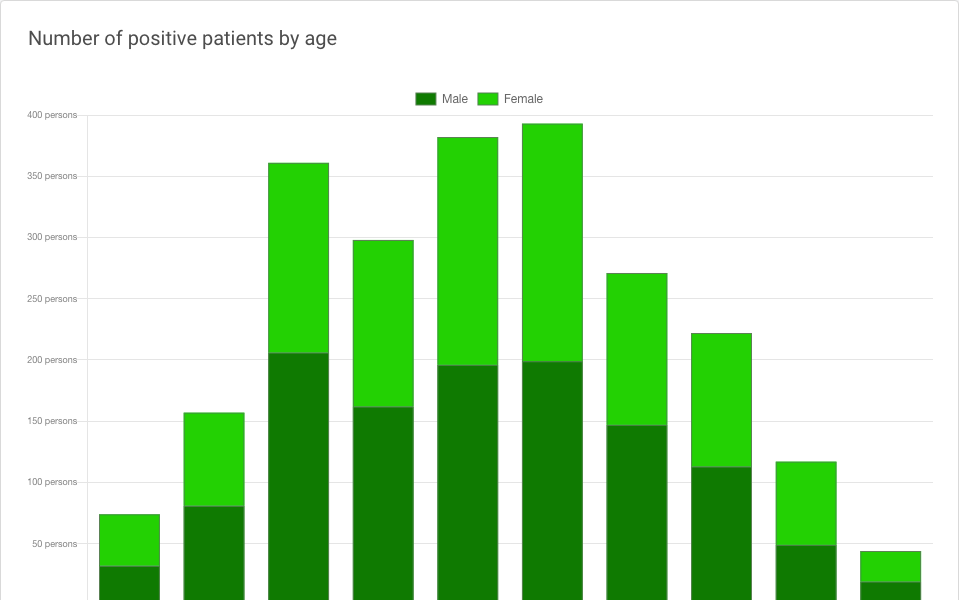 Number of positive patients by age
Male Female
400 persons
350 persons
300 persons
250 persons
200 persons
150 persons
100 persons
50 persons